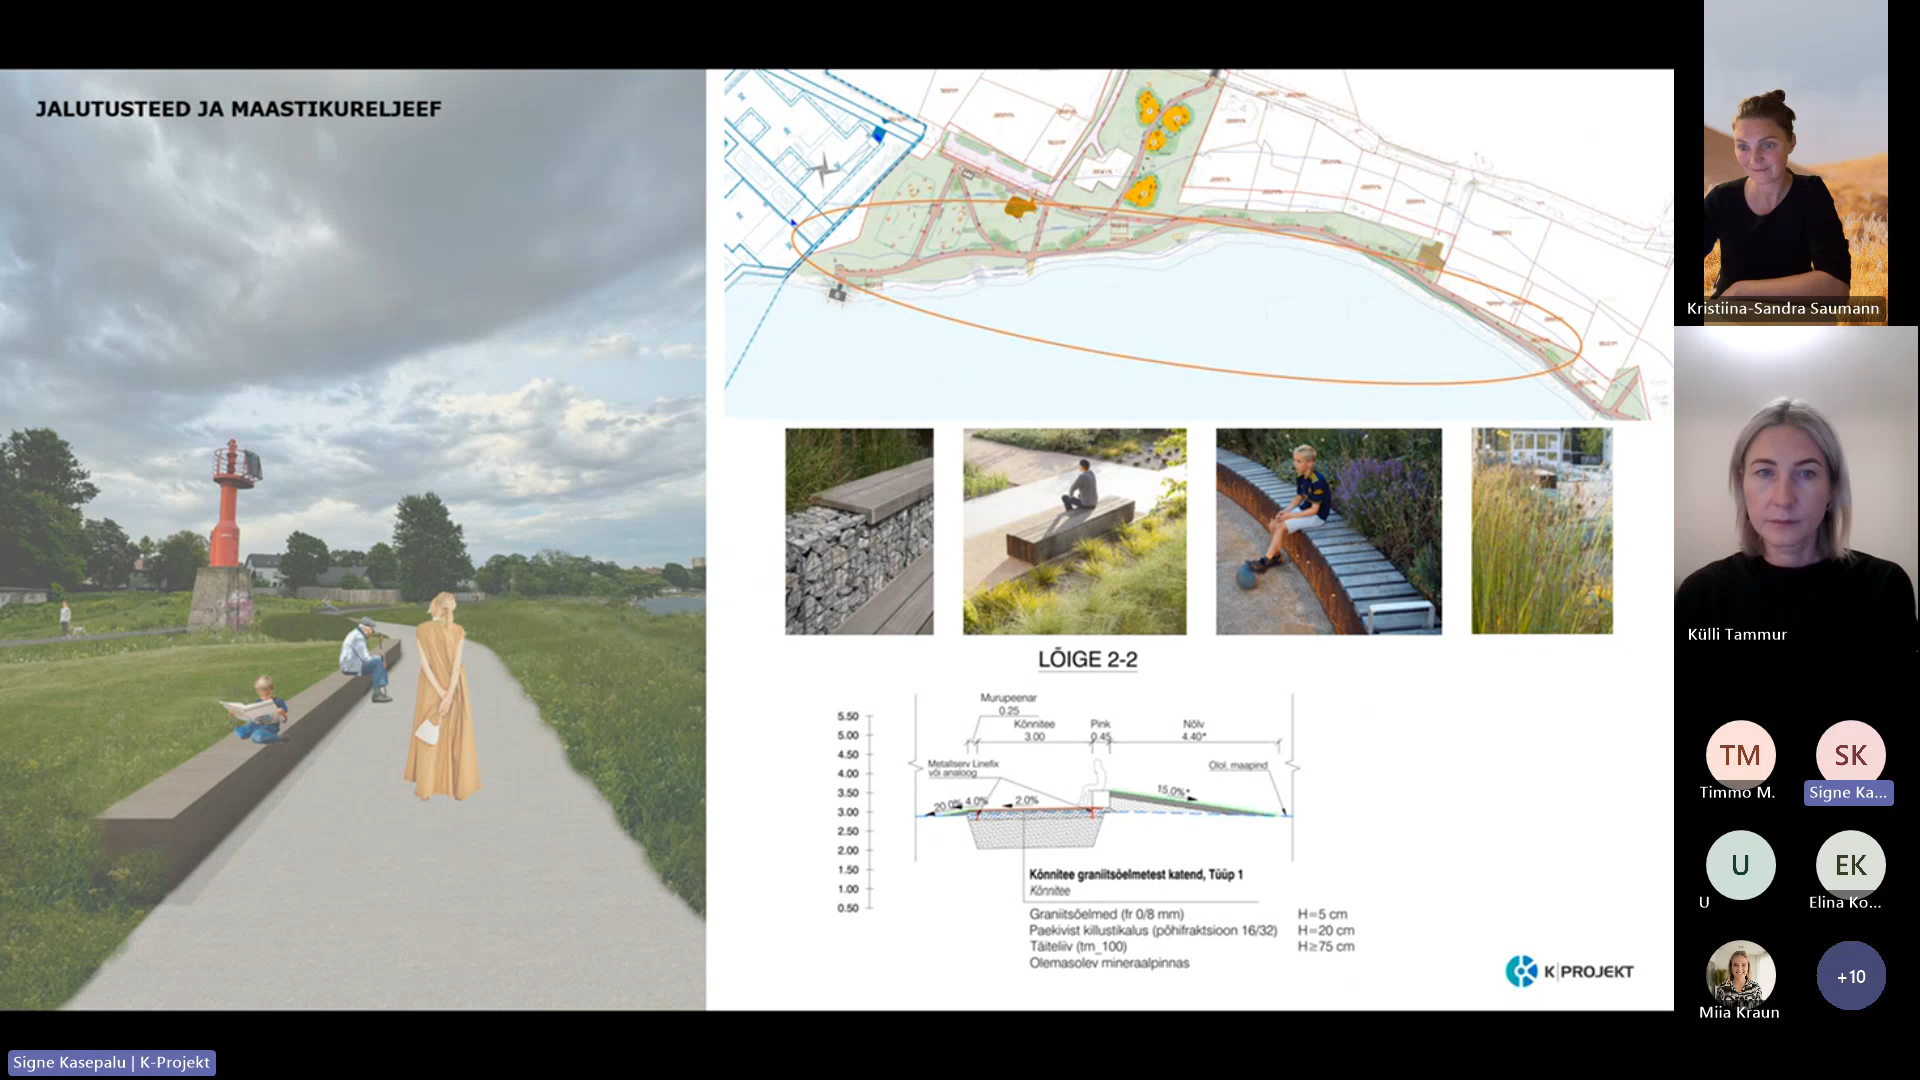 JALUTUSTEED JA MAASTIKURELJEEF
LÕIGE 2-2
Murupeenar
0.25
Kõnnitee
3.00
Pink
0.45
Nõlv
4.40*
Metallserv Linefix
või analoog
Olol. maapind
20.0%
4.0%
2.0%
15.0%*
5.50
5.00
4.50
4.00
3.50
3.00
2.50
2.00
1.50
1.00
0.50
Kõnnitee graniitsõelmetest katend, Tüüp 1
Kõnnitee
Graniitsõelmed (fr 0/8 mm) H=5 cm
Paekivist killustikalus (põhifraktsioon 16/32) H=20 cm
Täiteliiv (tm_100) H≥75 cm
Olemasolev mineraalpinnas
K|PROJEKT
Kristiina-Sandra Saumann
Külli Tammur
TM
Timmo M.
SK
Signe Ka...
U
U
EK
Elina Ko...
Miia Kraun
+10
Signe Kasepalu | K-Projekt